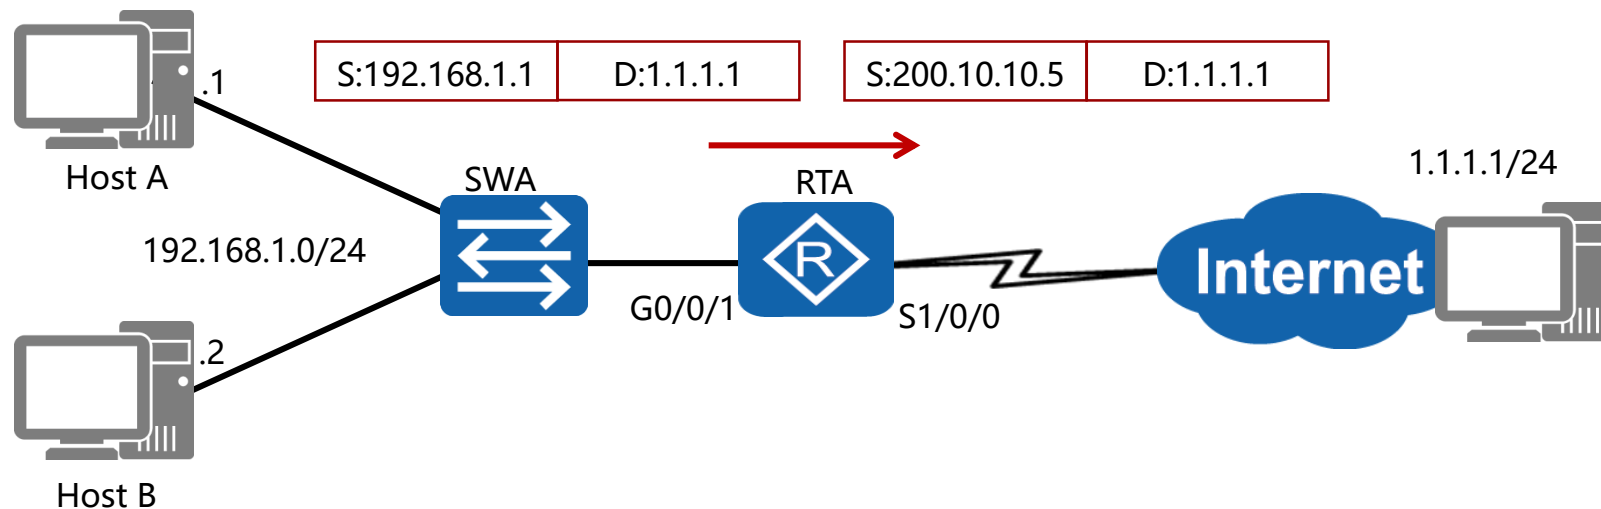 S:192.168.1.1 D:1.1.1.1 S:200.10.10.5 D:1.1.1.1
.1
1.1.1.1/24
Host A
SWA
RTA
192.168.1.0/24
R
Internet
G0/0/1
S1/0/0
.2
Host B